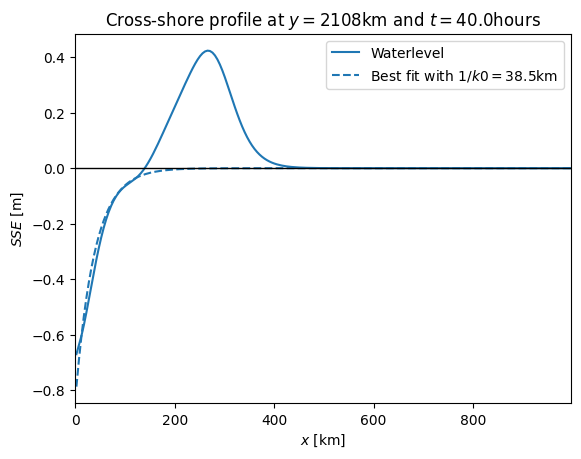 Cross-shore profile at y = 2108km and t = 40.0hours
Waterlevel
Best fit with 1/k0 = 38.5km
0.4
0.2
0.0
−0.2
−0.4
−0.6
−0.8
SSE [m]
0 200 400 600 800
x [km]